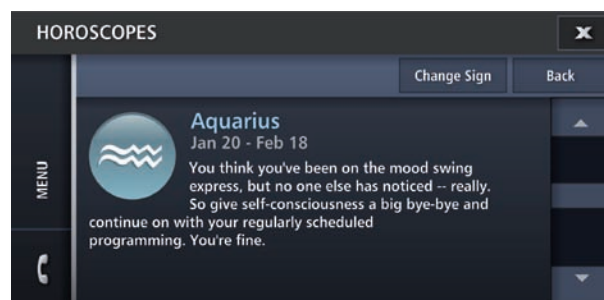 HOROSCOPES
Change Sign
Back
MENU
Aquarius
Jan 20 - Feb 18
You think you've been on the mood swing
express, but no one else has noticed -- really.
So give self-consciousness a big bye-bye and
continue on with your regularly scheduled
programming. You're fine.